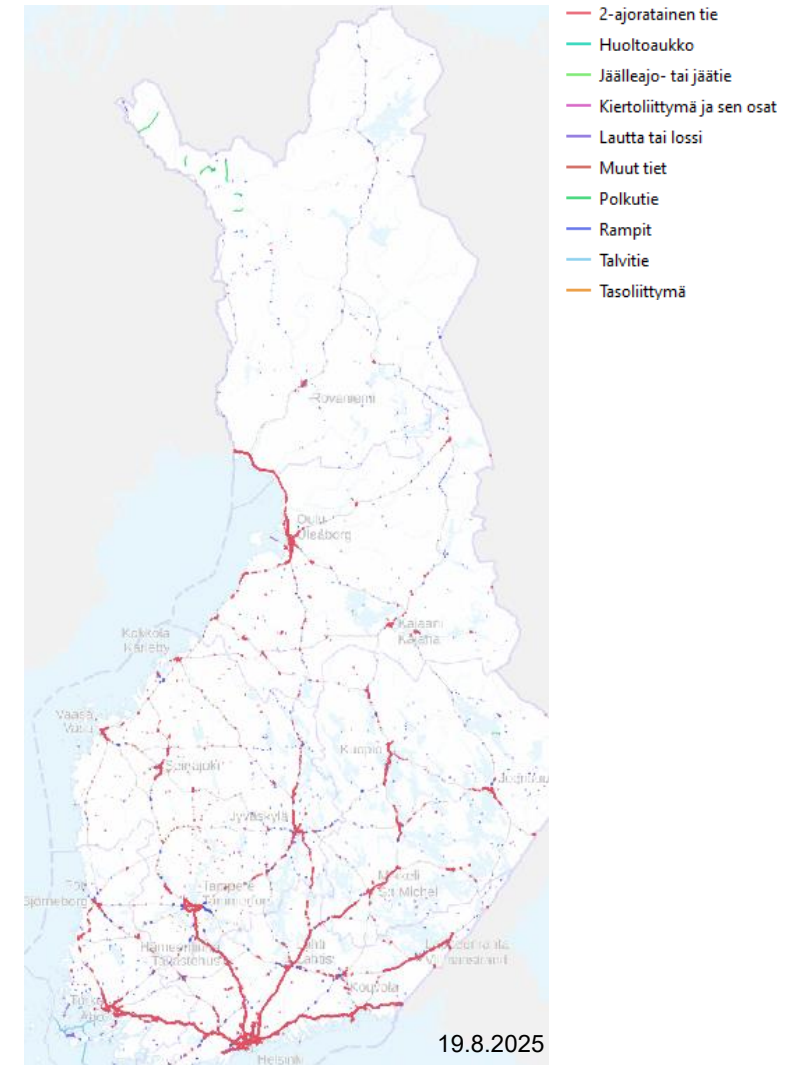 2-ajoratainen tie
Huoltoaukko
Jäälleajo- tai jäätie
Kiertoliittymä ja sen osat
Lautta tai lossi
Muut tiet
Polkutie
Rampit
Talvitie
Tasoliittymä
Rovaniemi
Oulu
Uleåborg
Kajaani
Kajana
Kokkola
Karleby
Vaasa
Vasa
Seinäjoki
Kuopio
Joensuu
Jyväskylä
Mikkeli
S:t Michel
Tampere
Tammerfors
Pori
Björneborg
Hämeenlinna
Tavastehus
Lahti
Lahtis
Lappeenranta
Villmanstrand
Kouvola
Turku
Åbo
Helsinki
19.8.2025